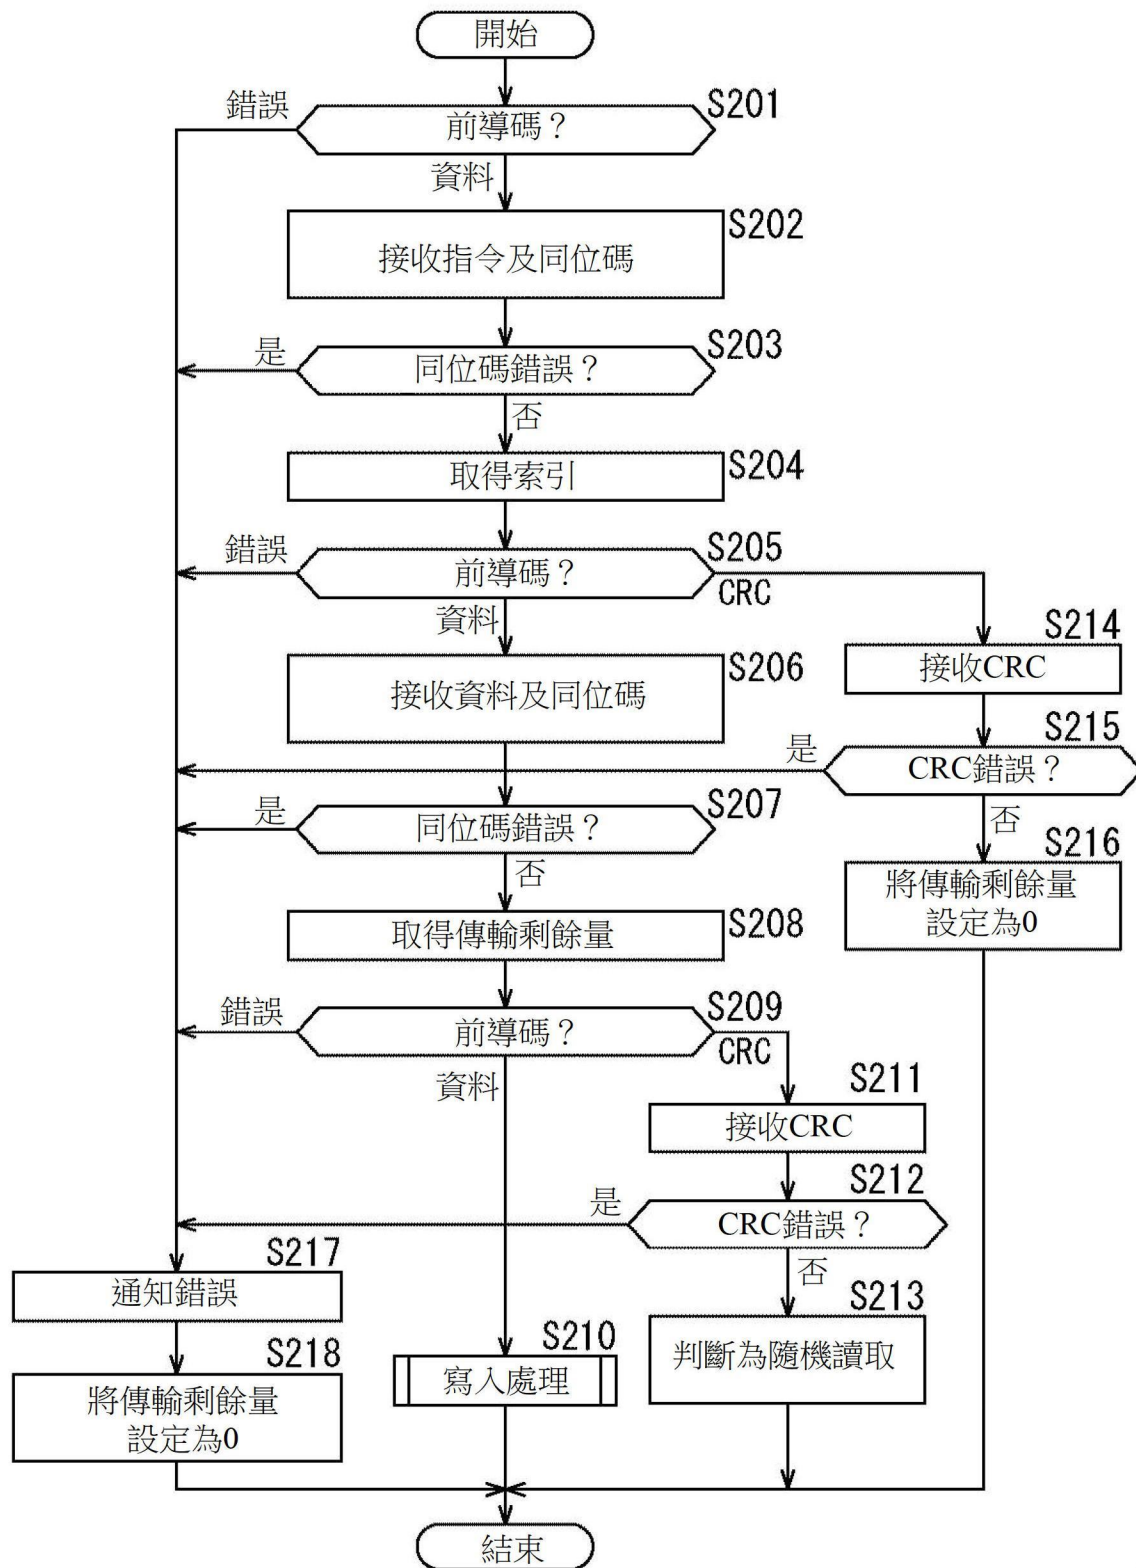 開始
錯誤
S201
前導碼？
資料
S202
接收指令及同位碼
是
S203
同位碼錯誤？
否
S204
取得索引
錯誤
S205
前導碼？
CRC
資料
S214
接收CRC
S206
接收資料及同位碼
是
S215
CRC錯誤？
是
S207
同位碼錯誤？
否
否
S216
將傳輸剩餘量
設定為0
S208
取得傳輸剩餘量
錯誤
S209
前導碼？
CRC
資料
S211
接收CRC
是
S212
CRC錯誤？
否
S217
通知錯誤
S213
判斷為隨機讀取
S210
寫入處理
S218
將傳輸剩餘量
設定為0
結束